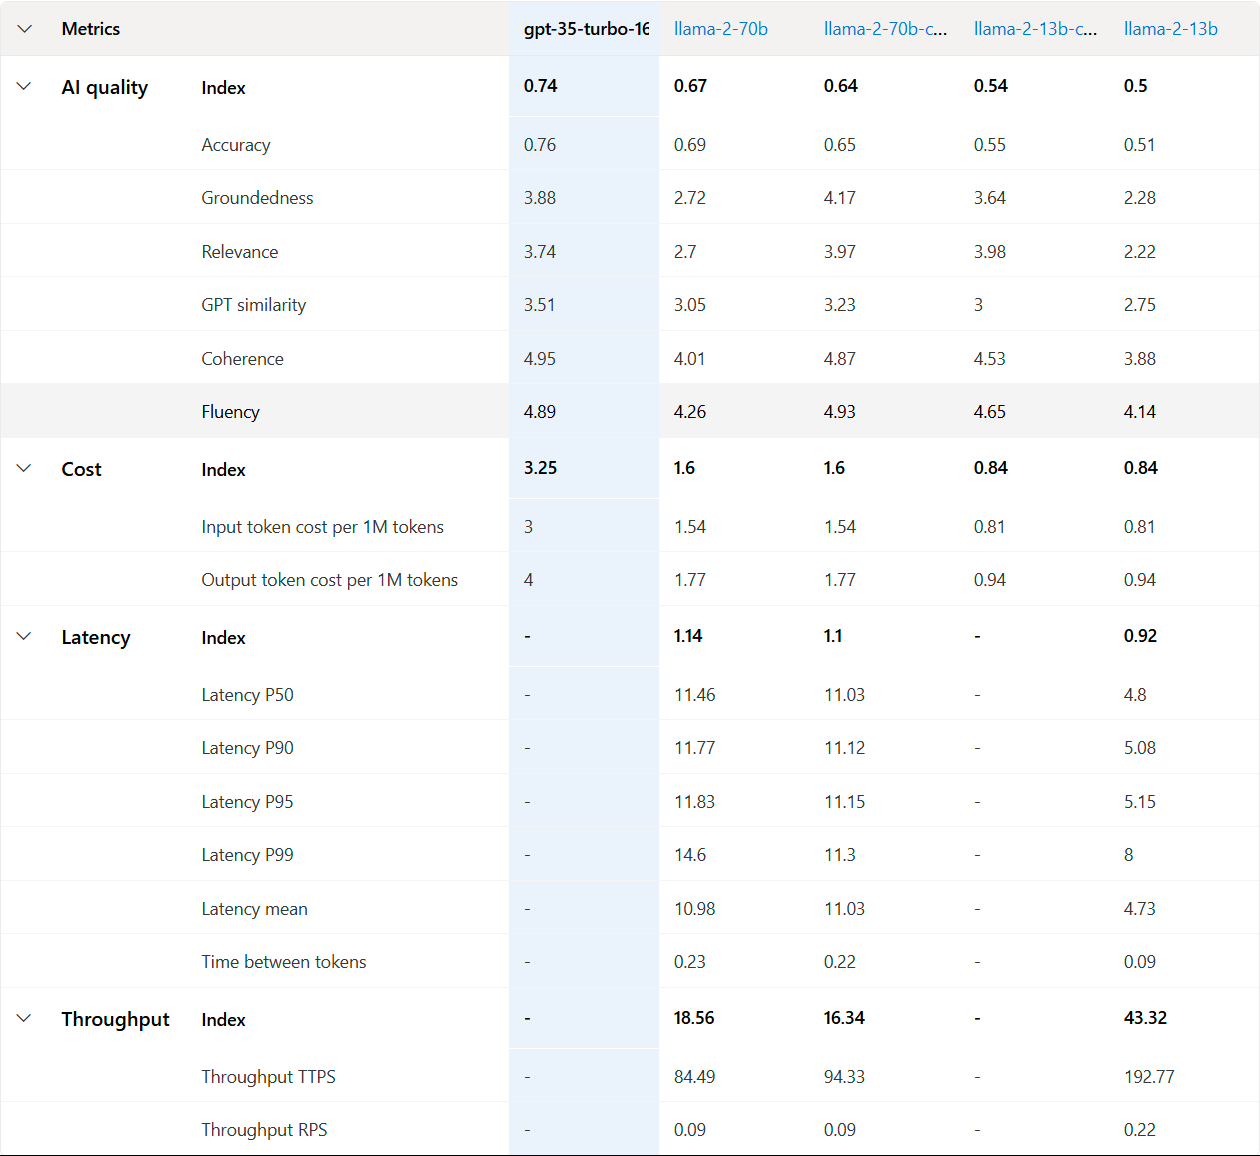 Metrics gpt-35-turbo-16 llama-2-70b llama-2-70b-c... llama-2-13b-c... llama-2-13b
AI quality Index 0.74 0.67 0.64 0.54 0.5
Accuracy 0.76 0.69 0.65 0.55 0.51
Groundedness 3.88 2.72 4.17 3.64 2.28
Relevance 3.74 2.7 3.97 3.98 2.22
GPT similarity 3.51 3.05 3.23 3 2.75
Coherence 4.95 4.01 4.87 4.53 3.88
Fluency 4.89 4.26 4.93 4.65 4.14
Cost Index 3.25 1.6 1.6 0.84 0.84
Input token cost per 1M tokens 3 1.54 1.54 0.81 0.81
Output token cost per 1M tokens 4 1.77 1.77 0.94 0.94
Latency Index - 1.14 1.1 - 0.92
Latency P50 - 11.46 11.03 - 4.8
Latency P90 - 11.77 11.12 - 5.08
Latency P95 - 11.83 11.15 - 5.15
Latency P99 - 14.6 11.3 - 8
Latency mean - 10.98 11.03 - 4.73
Time between tokens - 0.23 0.22 - 0.09
Throughput Index - 18.56 16.34 - 43.32
Throughput TTPS - 84.49 94.33 - 192.77
Throughput RPS - 0.09 0.09 - 0.22